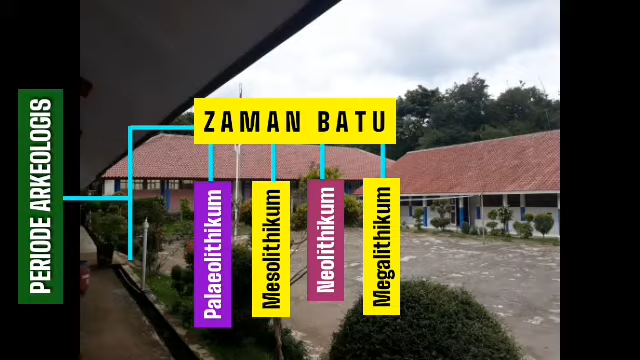 PERIODE ARKEOLOGIS
ZAMAN BATU
Palaeolithikum
Mesolithikum
Neolithikum
Megalithikum